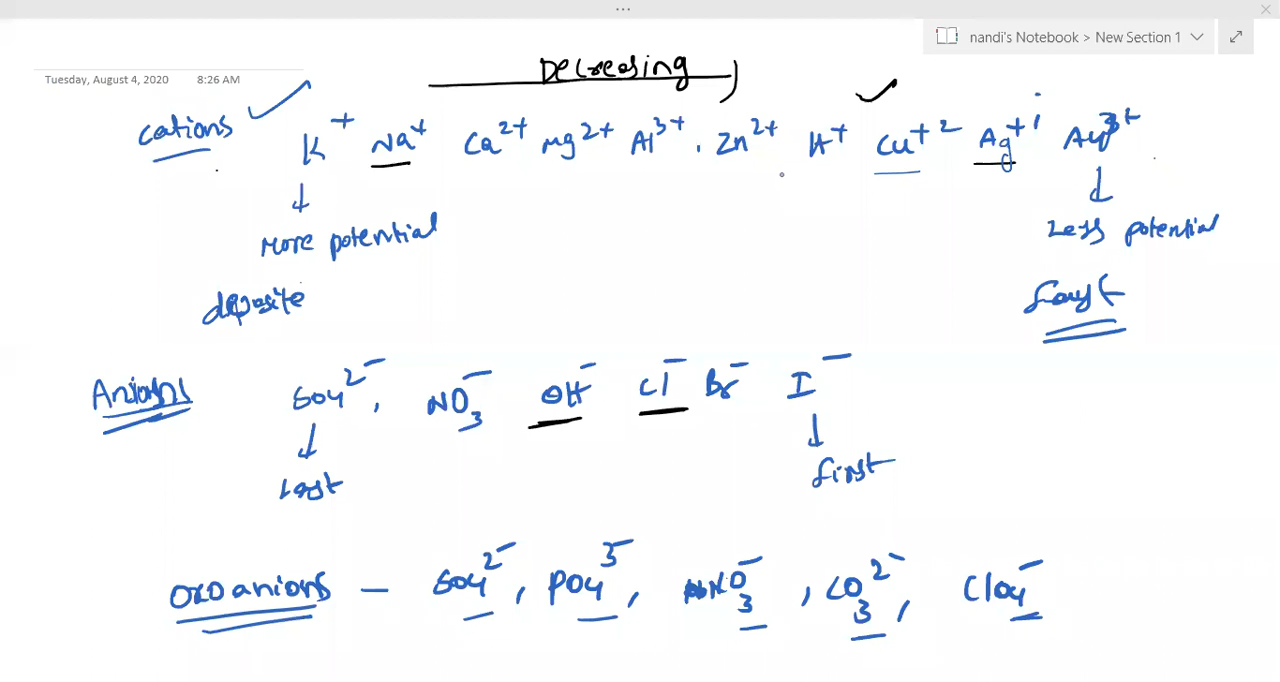 nandi's Notebook > New Section 1
Tuesday, August 4, 2020 8:26 AM
Decreasing
cations K+ Na+ Ca2+ Mg2+ Al3+ . Zn2+ H+ Cu+2 Ag+1 Au3+
More potential
Less potential
deposite
Anions SO42-, NO3- OH- Cl- Br- I-
first
Last
oxoanions - SO42-, PO43-, NO3-, CO32-, ClO4-